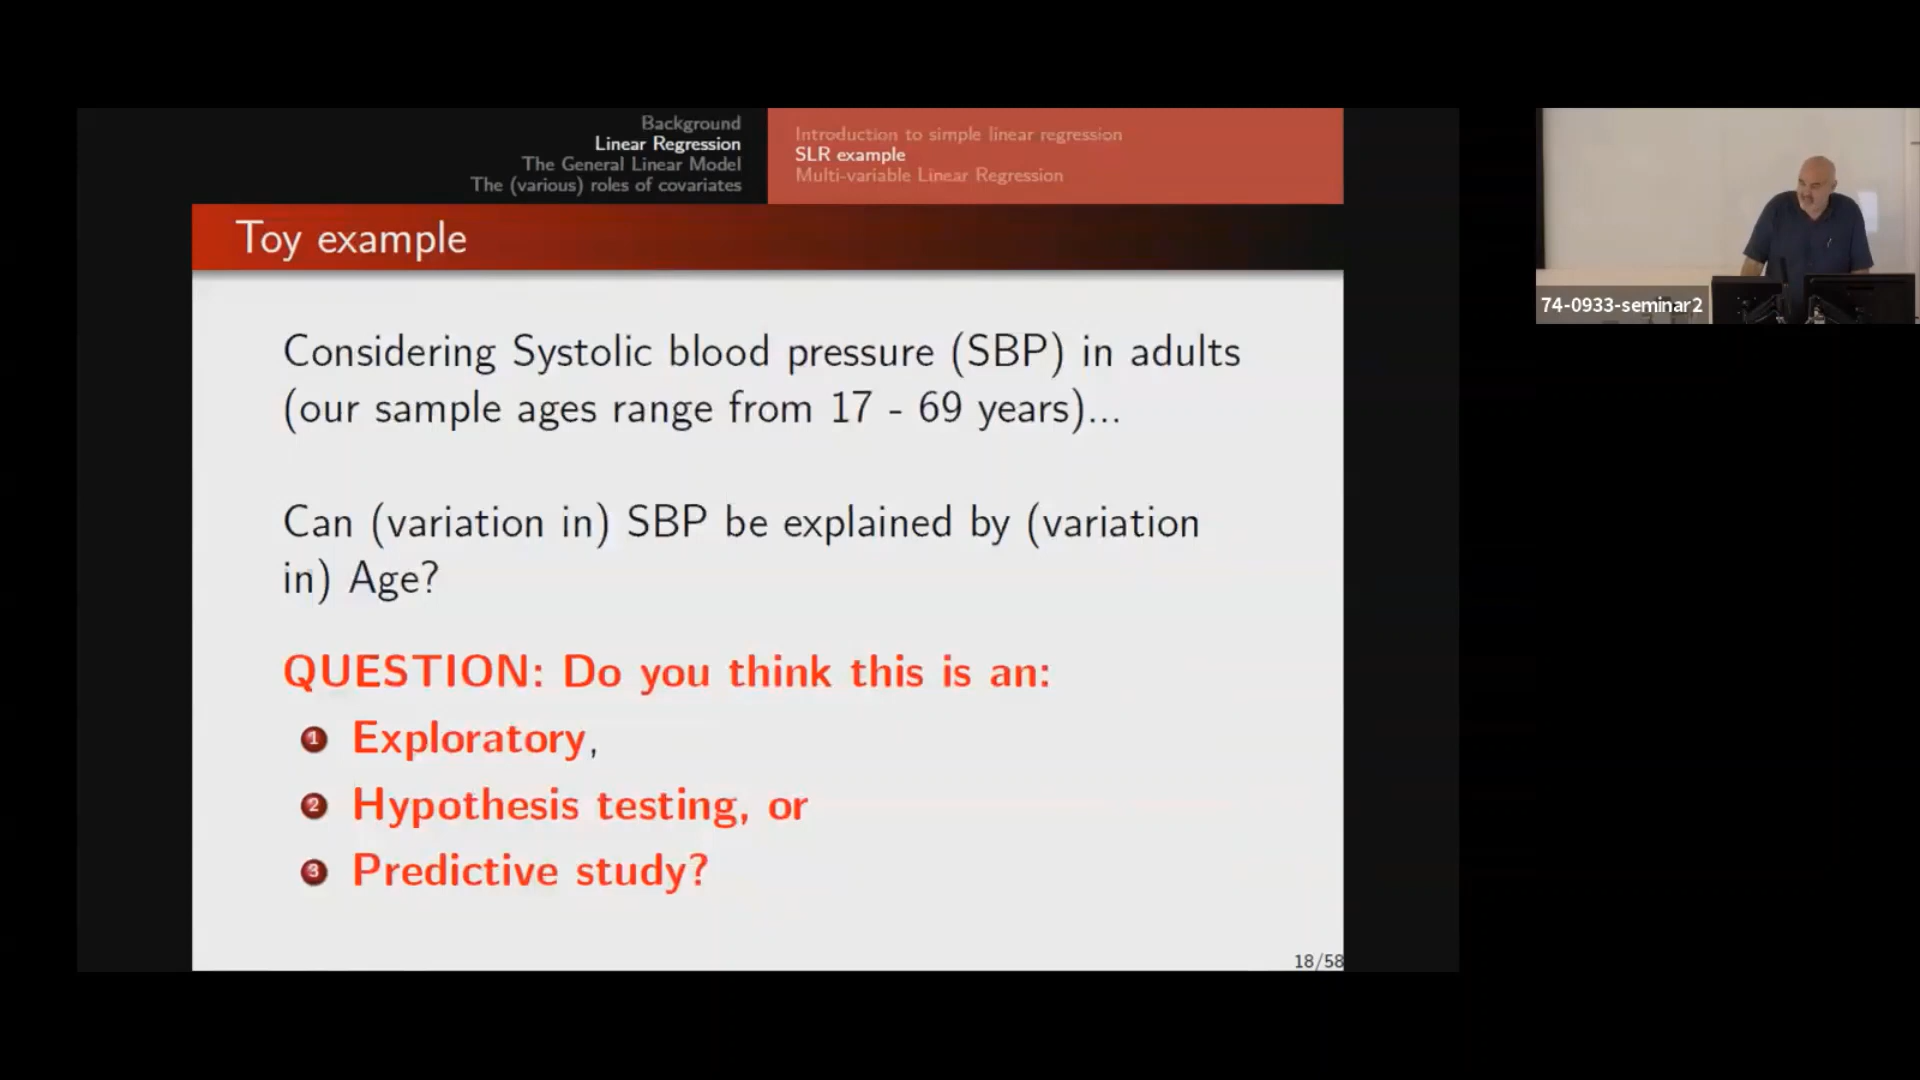 Background
Linear Regression
The General Linear Model
The (various) roles of covariates
Introduction to simple linear regression
SLR example
Multi-variable Linear Regression
Toy example
Considering Systolic blood pressure (SBP) in adults
(our sample ages range from 17 - 69 years)...
Can (variation in) SBP be explained by (variation
in) Age?
QUESTION: Do you think this is an:
1 Exploratory,
2 Hypothesis testing, or
3 Predictive study?
18/58
74-0933-seminar2